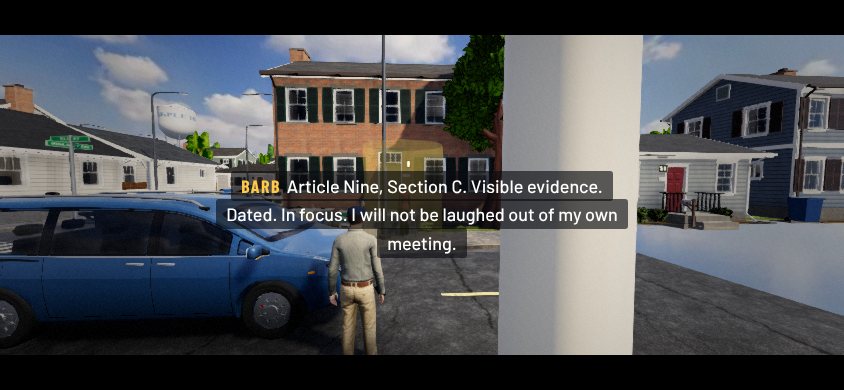 BARB Article Nine, Section C. Visible evidence.
Dated. In focus. I will not be laughed out of my own
meeting.